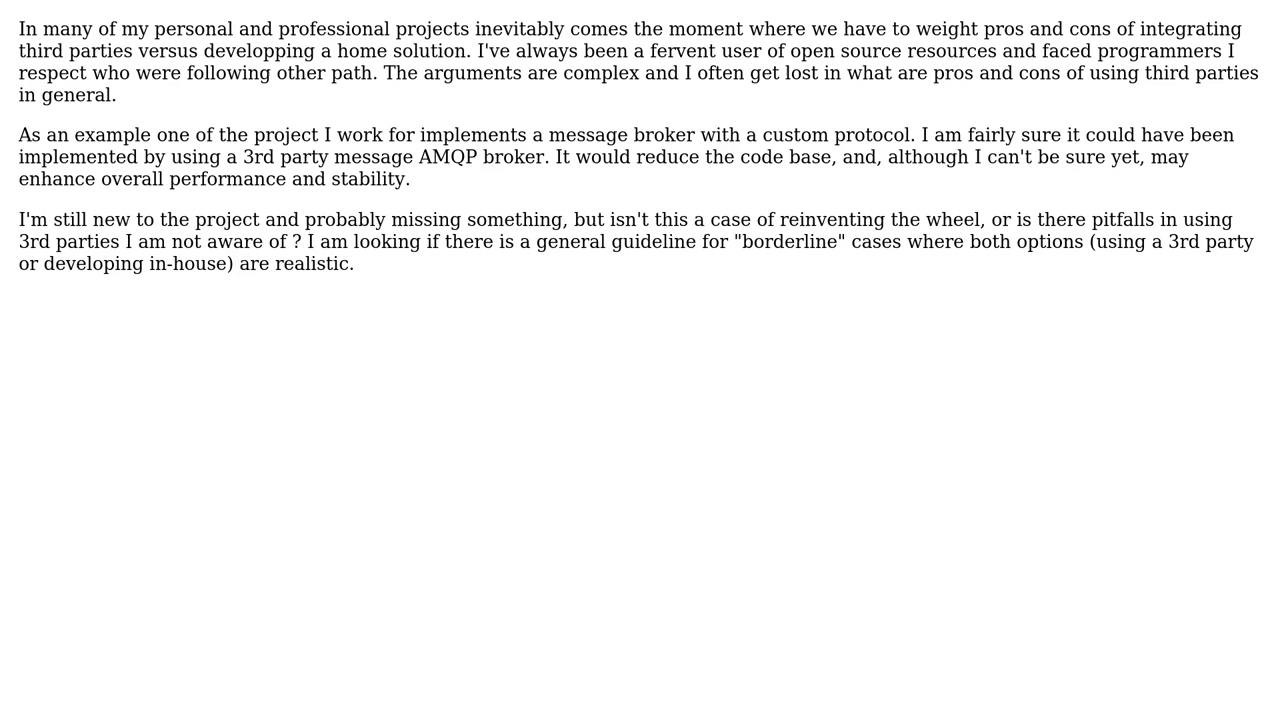 In many of my personal and professional projects inevitably comes the moment where we have to weight pros and cons of integrating
third parties versus developping a home solution. I've always been a fervent user of open source resources and faced programmers I
respect who were following other path. The arguments are complex and I often get lost in what are pros and cons of using third parties
in general.
As an example one of the project I work for implements a message broker with a custom protocol. I am fairly sure it could have been
implemented by using a 3rd party message AMQP broker. It would reduce the code base, and, although I can't be sure yet, may
enhance overall performance and stability.
I'm still new to the project and probably missing something, but isn't this a case of reinventing the wheel, or is there pitfalls in using
3rd parties I am not aware of ? I am looking if there is a general guideline for "borderline" cases where both options (using a 3rd party
or developing in-house) are realistic.